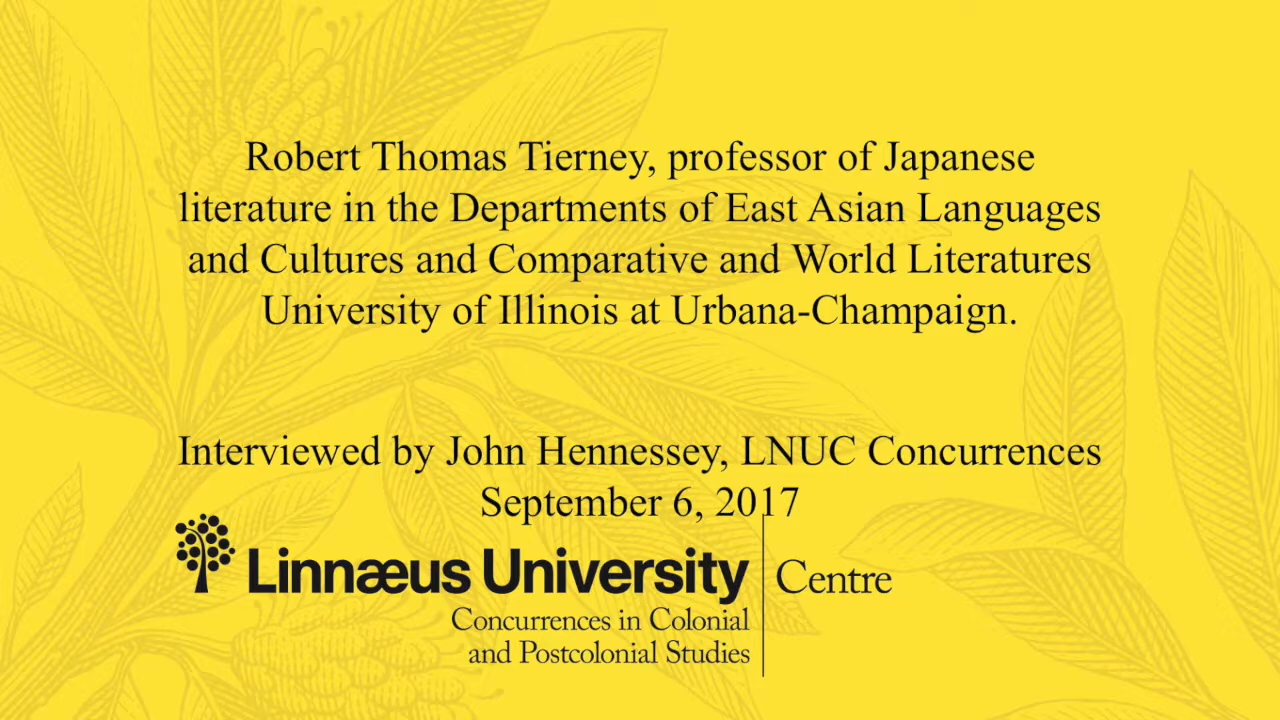 Robert Thomas Tierney, professor of Japanese
literature in the Departments of East Asian Languages
and Cultures and Comparative and World Literatures
University of Illinois at Urbana-Champaign.
Interviewed by John Hennessey, LNUC Concurrences
September 6, 2017
Linnæus University Centre
Concurrences in Colonial
and Postcolonial Studies